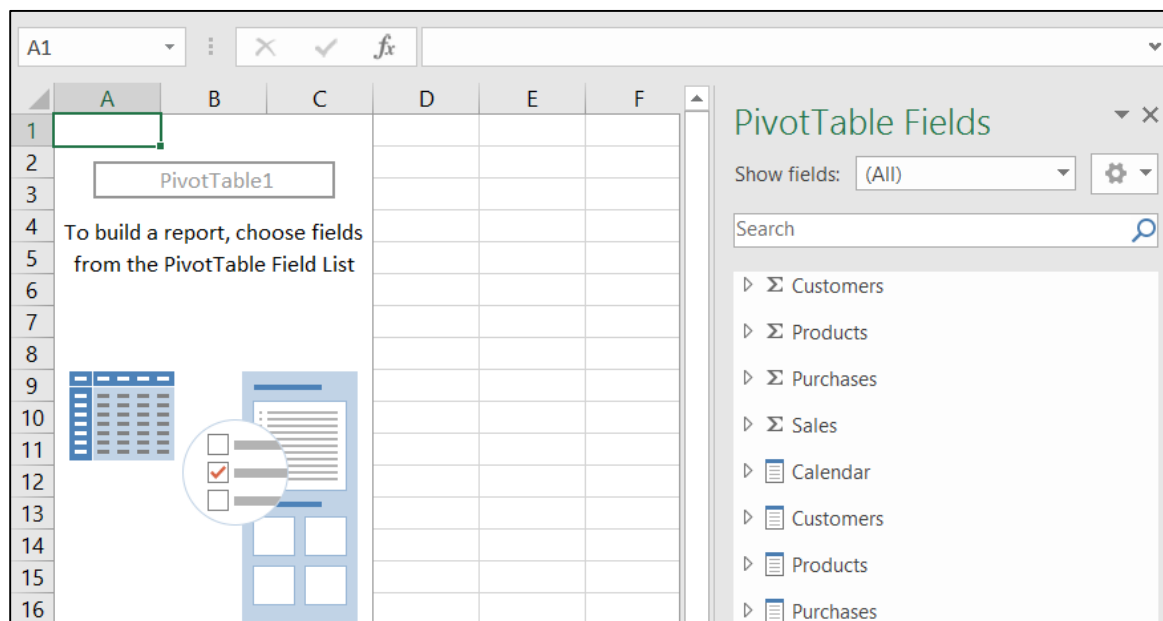 A1
fx
A B C D E F
1
2
3
4
5
6
7
8
9
10
11
12
13
14
15
16
PivotTable1
To build a report, choose fields
from the PivotTable Field List
PivotTable Fields
Show fields: (All)
Search
Σ Customers
Σ Products
Σ Purchases
Σ Sales
Calendar
Customers
Products
Purchases